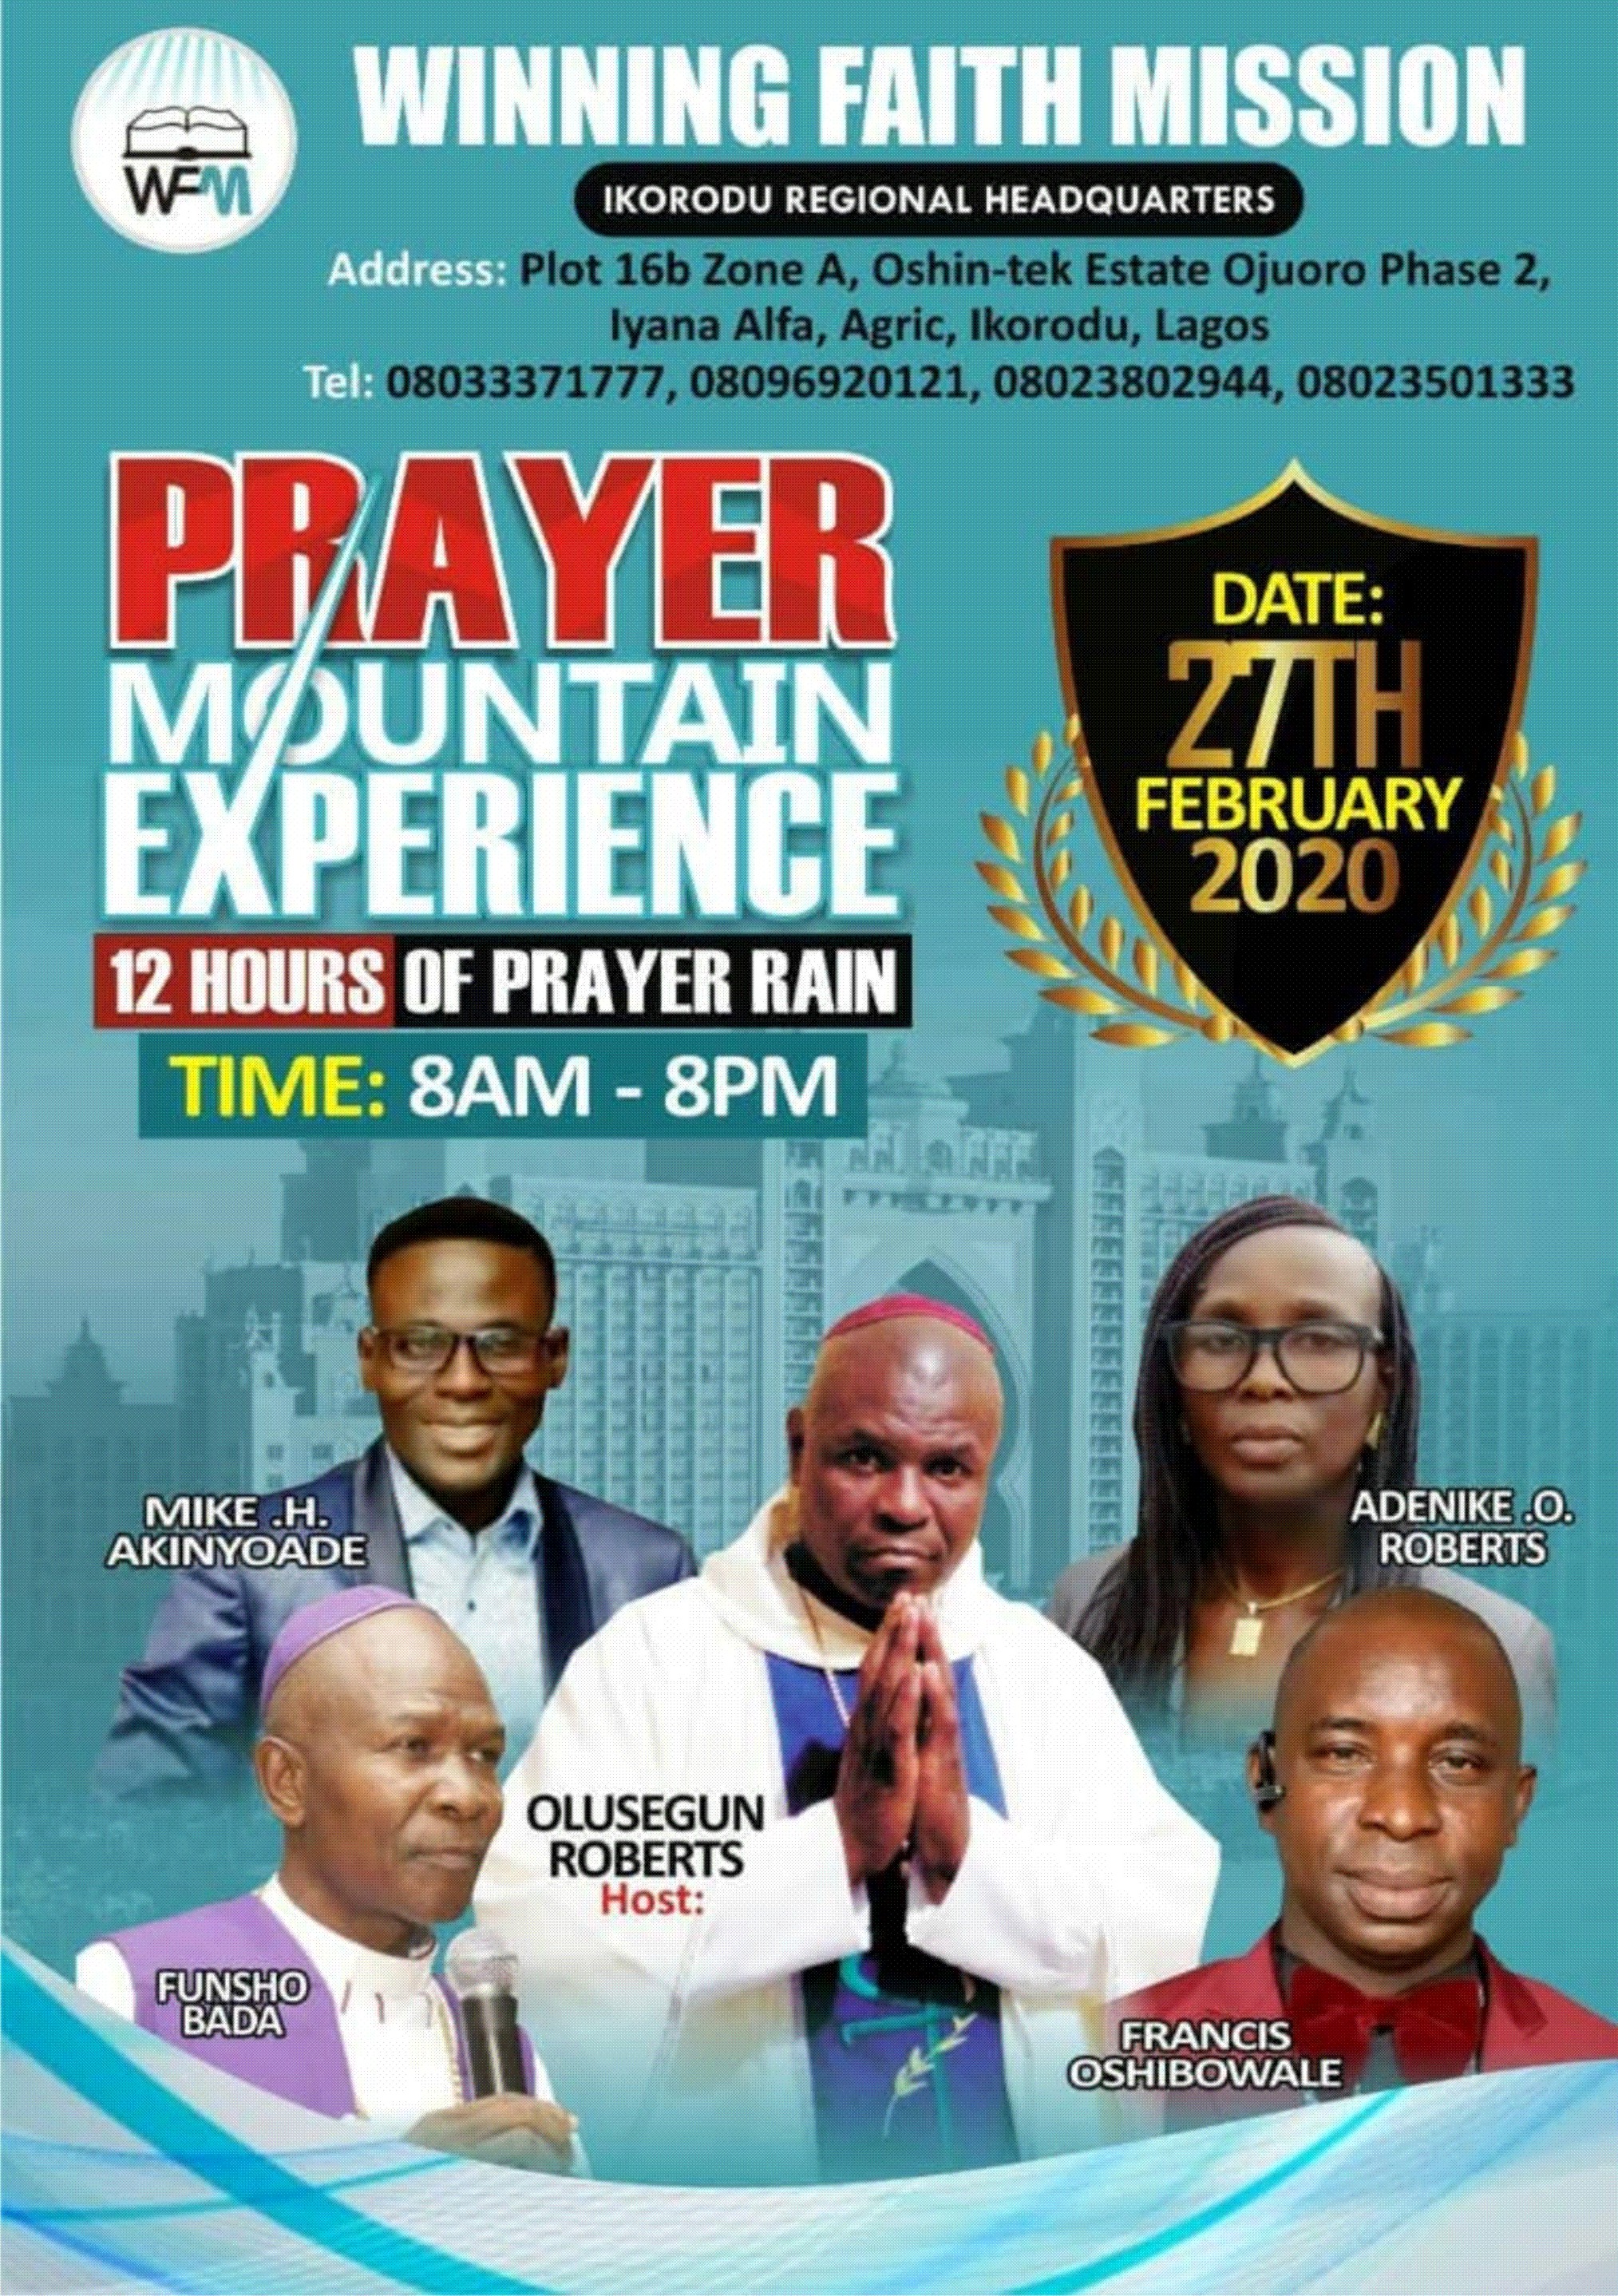 WFM
WINNING FAITH MISSION
IKORODU REGIONAL HEADQUARTERS
Address: Plot 16b Zone A, Oshin-tek Estate Ojuoro Phase 2,
Iyana Alfa, Agric, Ikorodu, Lagos
Tel: 08033371777, 08096920121, 08023802944, 08023501333
PRAYER
MOUNTAIN
EXPERIENCE
12 HOURS OF PRAYER RAIN
TIME: 8AM - 8PM
DATE:
27TH
FEBRUARY
2020
MIKE .H.
AKINYOADE
ADENIKE .O.
ROBERTS
OLUSEGUN
ROBERTS
Host:
FUNSHO
BADA
FRANCIS
OSHIBOWALE